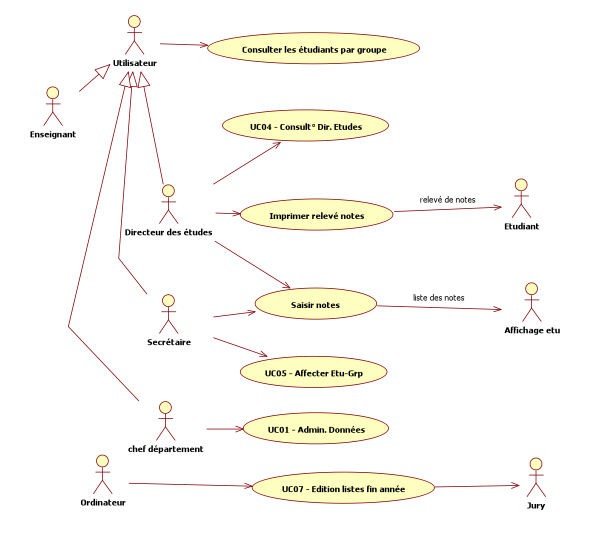 Consulter les étudiants par groupe
Utilisateur
Enseignant
UC04 - Consult° Dir. Etudes
Directeur des études
Imprimer relevé notes
relevé de notes
Etudiant
Secrétaire
Saisir notes
liste des notes
Affichage etu
UC05 - Affecter Etu-Grp
chef département
UC01 - Admin. Données
Ordinateur
UC07 - Edition listes fin année
Jury